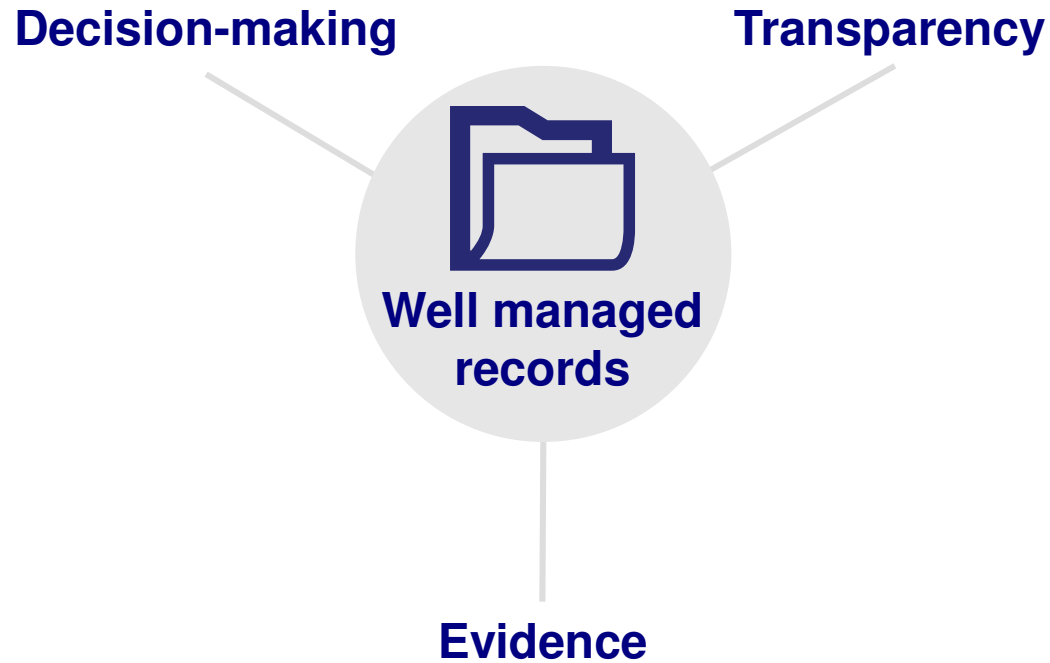 Decision-making
Transparency
Well managed
records
Evidence